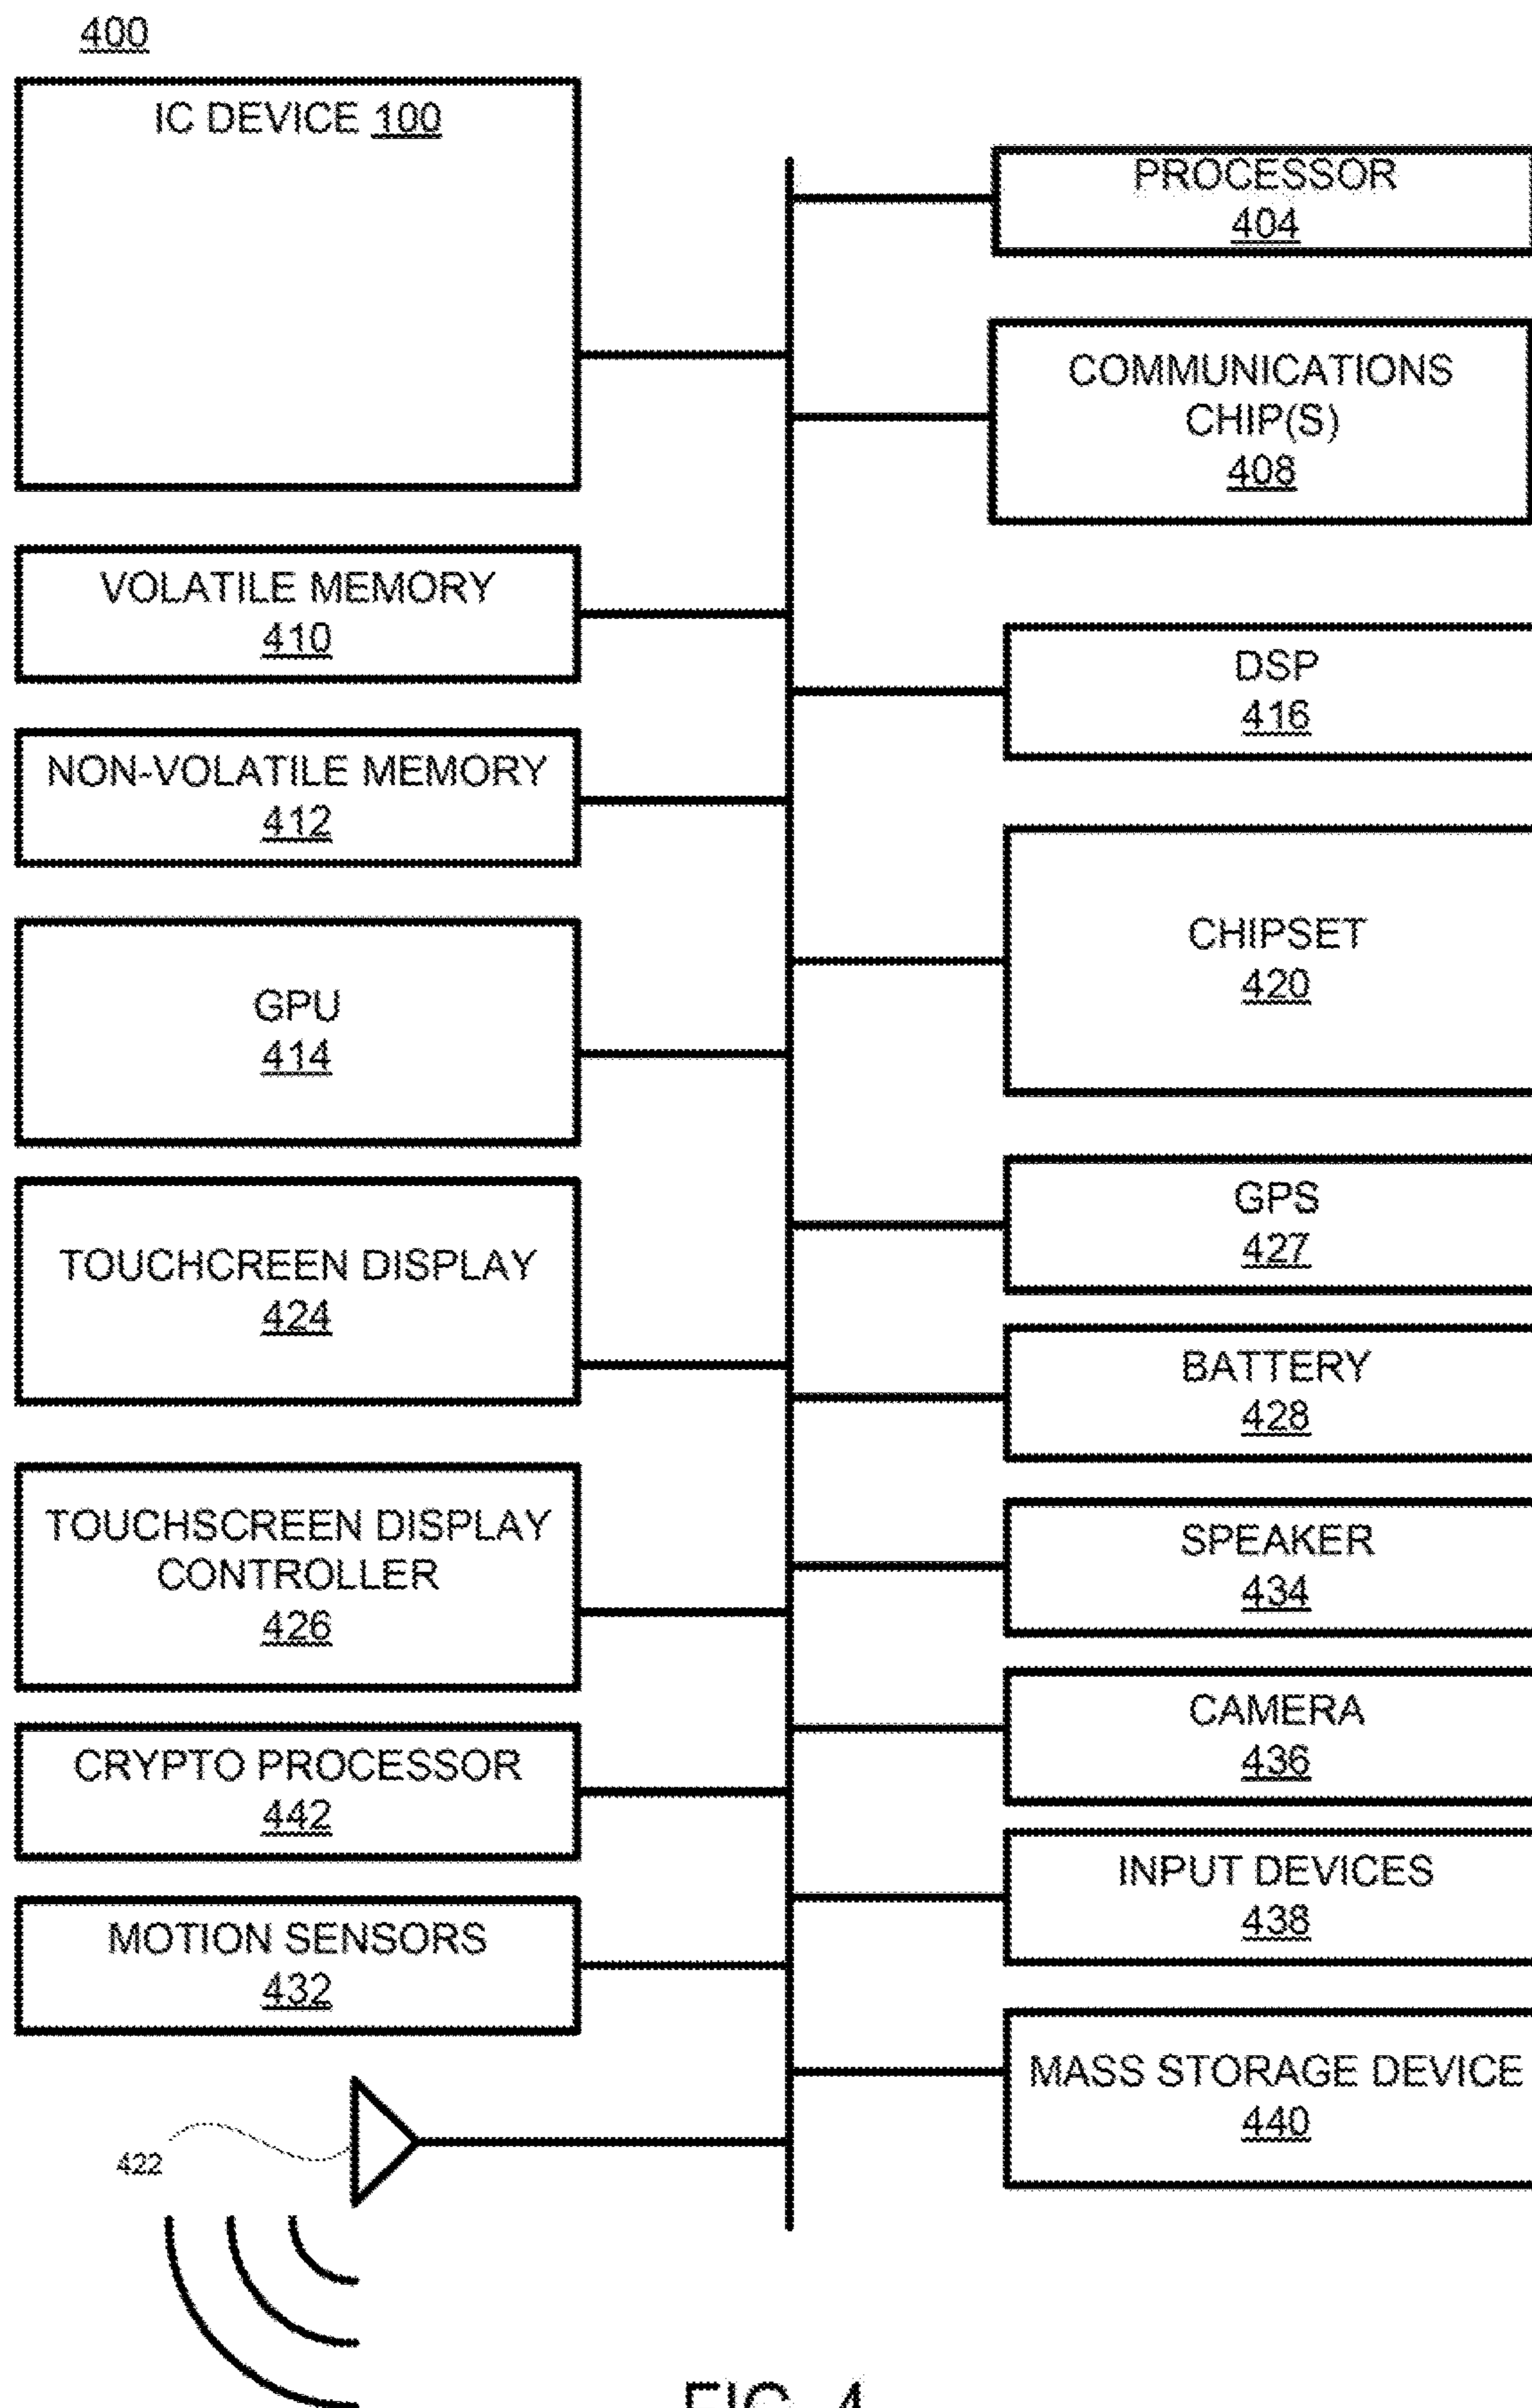 400
IC DEVICE 100
VOLATILE MEMORY
410
NON-VOLATILE MEMORY
412
GPU
414
TOUCHCREEN DISPLAY
424
TOUCHSCREEN DISPLAY
CONTROLLER
426
CRYPTO PROCESSOR
442
MOTION SENSORS
432
422
PROCESSOR
404
COMMUNICATIONS
CHIP(S)
408
DSP
416
CHIPSET
420
GPS
427
BATTERY
428
SPEAKER
434
CAMERA
436
INPUT DEVICES
438
MASS STORAGE DEVICE
440
FIG. 4